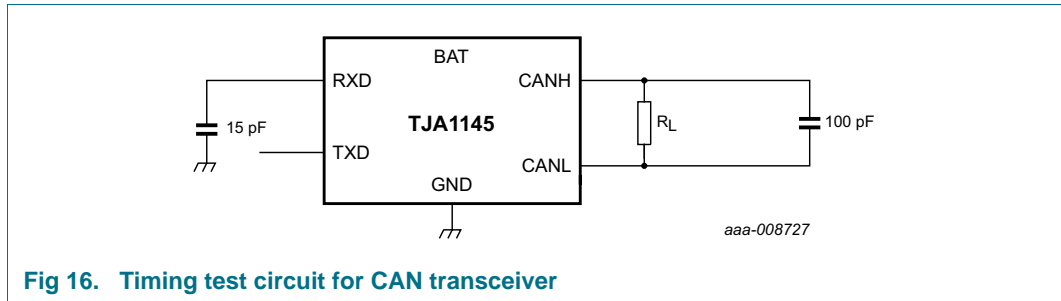 BAT
RXD
CANH
TJA1145
RL
15 pF
100 pF
TXD
CANL
GND
aaa-008727
Fig 16. Timing test circuit for CAN transceiver